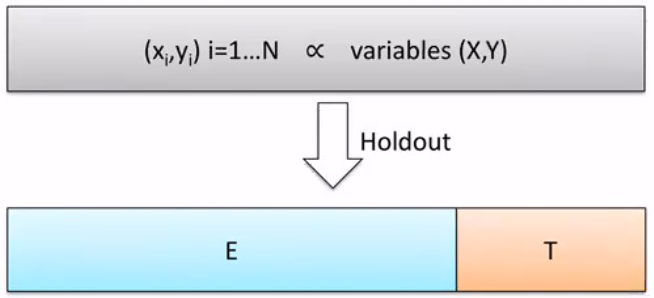 (xᵢ,yᵢ) i=1...N ∝ variables (X,Y)
Holdout
E
T